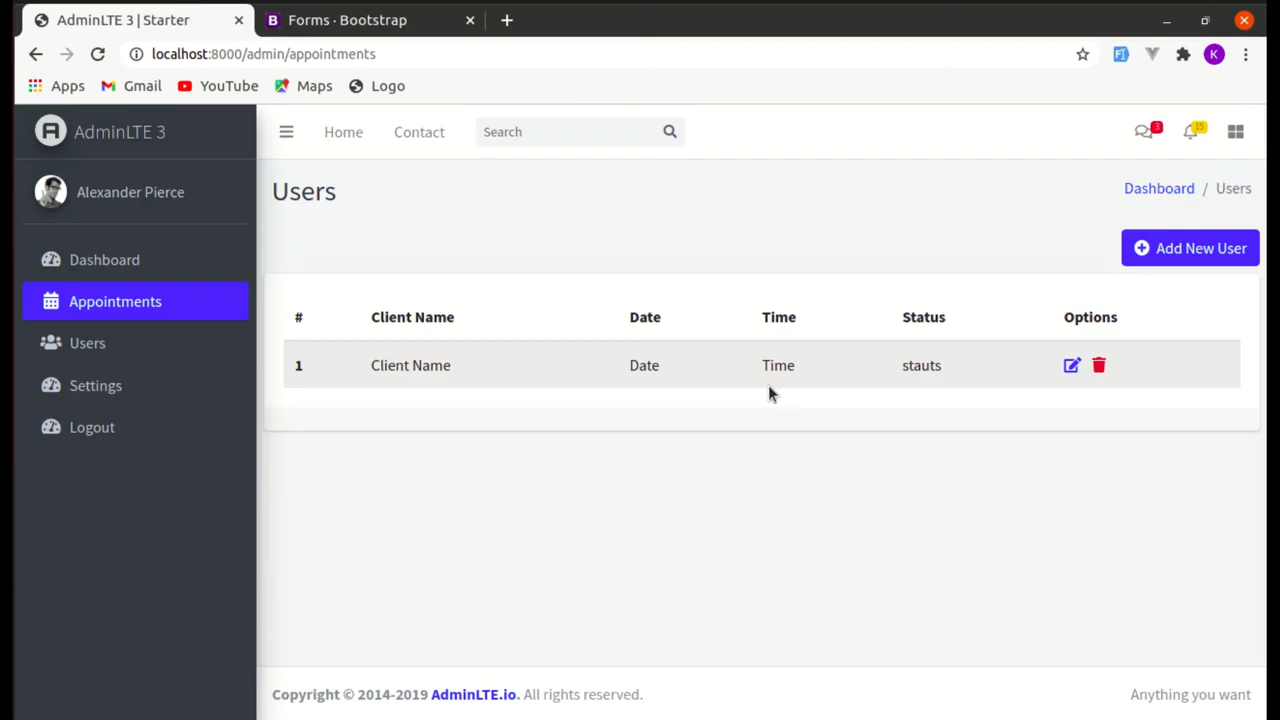 AdminLTE 3 | Starter
Forms · Bootstrap
localhost:8000/admin/appointments
Apps
Gmail
YouTube
Maps
Logo
K
AdminLTE 3
Home
Contact
Search
3
15
Alexander Pierce
Users
Dashboard / Users
Dashboard
Appointments
Users
Settings
Logout
Add New User
# Client Name Date Time Status Options
1 Client Name Date Time stauts
Copyright © 2014-2019 AdminLTE.io. All rights reserved.
Anything you want